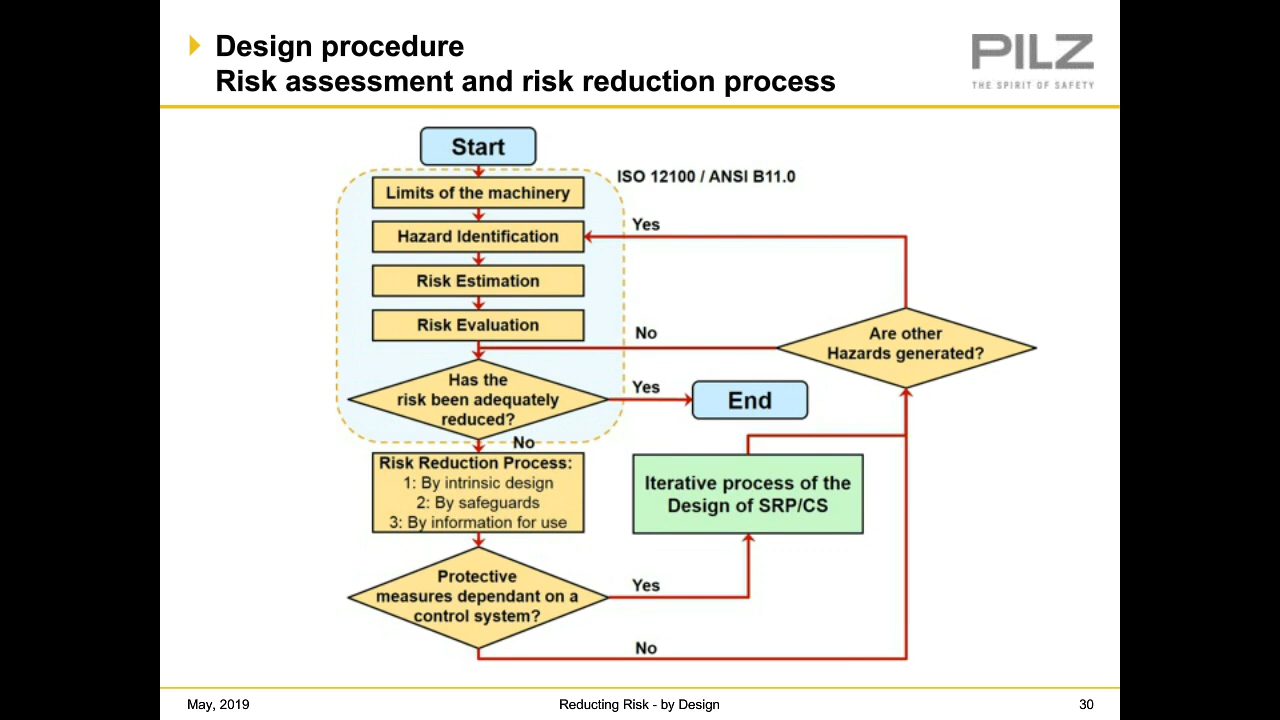 Design procedure
Risk assessment and risk reduction process
PILZ
THE SPIRIT OF SAFETY
Start
ISO 12100 / ANSI B11.0
Limits of the machinery
Yes
Hazard Identification
Risk Estimation
Risk Evaluation
No
Are other
Hazards generated?
Has the
risk been adequately
reduced?
Yes
End
No
Risk Reduction Process:
1: By intrinsic design
2: By safeguards
3: By information for use
Iterative process of the
Design of SRP/CS
Protective
measures dependant on a
control system?
Yes
No
May, 2019
Reducting Risk - by Design
30